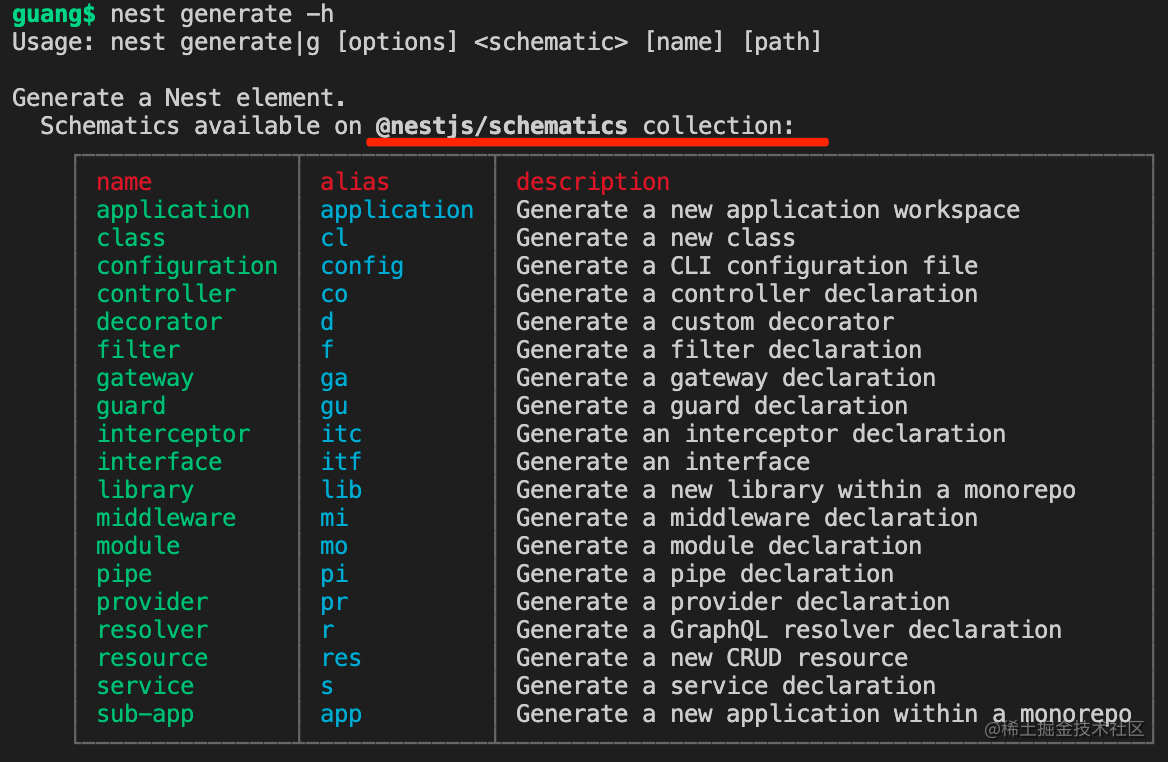 guang$ nest generate -h
Usage: nest generate|g [options] <schematic> [name] [path]
Generate a Nest element.
Schematics available on @nestjs/schematics collection:
name alias description
application application Generate a new application workspace
class cl Generate a new class
configuration config Generate a CLI configuration file
controller co Generate a controller declaration
decorator d Generate a custom decorator
filter f Generate a filter declaration
gateway ga Generate a gateway declaration
guard gu Generate a guard declaration
interceptor itc Generate an interceptor declaration
interface itf Generate an interface
library lib Generate a new library within a monorepo
middleware mi Generate a middleware declaration
module mo Generate a module declaration
pipe pi Generate a pipe declaration
provider pr Generate a provider declaration
resolver r Generate a GraphQL resolver declaration
resource res Generate a new CRUD resource
service s Generate a service declaration
sub-app app Generate a new application within a monorepo
@稀土掘金技术社区